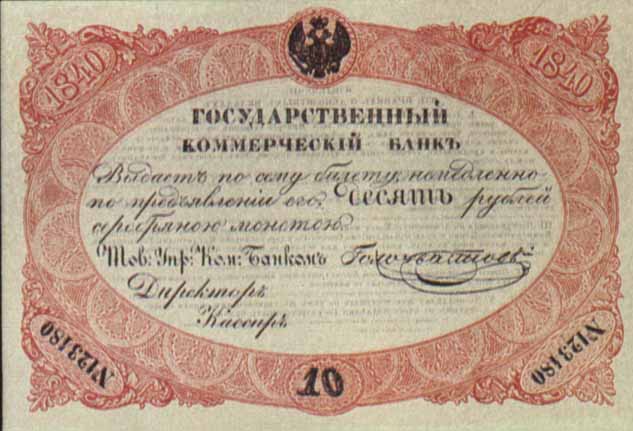 1840 1840
ГОСУДАРСТВЕННЫЙ
КОММЕРЧЕСКІЙ БАНКЪ
Выдаетъ по сему билету немедленно
по предъявленіи его, ДЕСЯТЬ рублей
серебряною монетою.
Тов: Упр: Ком: Банкомъ
Директоръ
Кассиръ
№123180 10 №123180